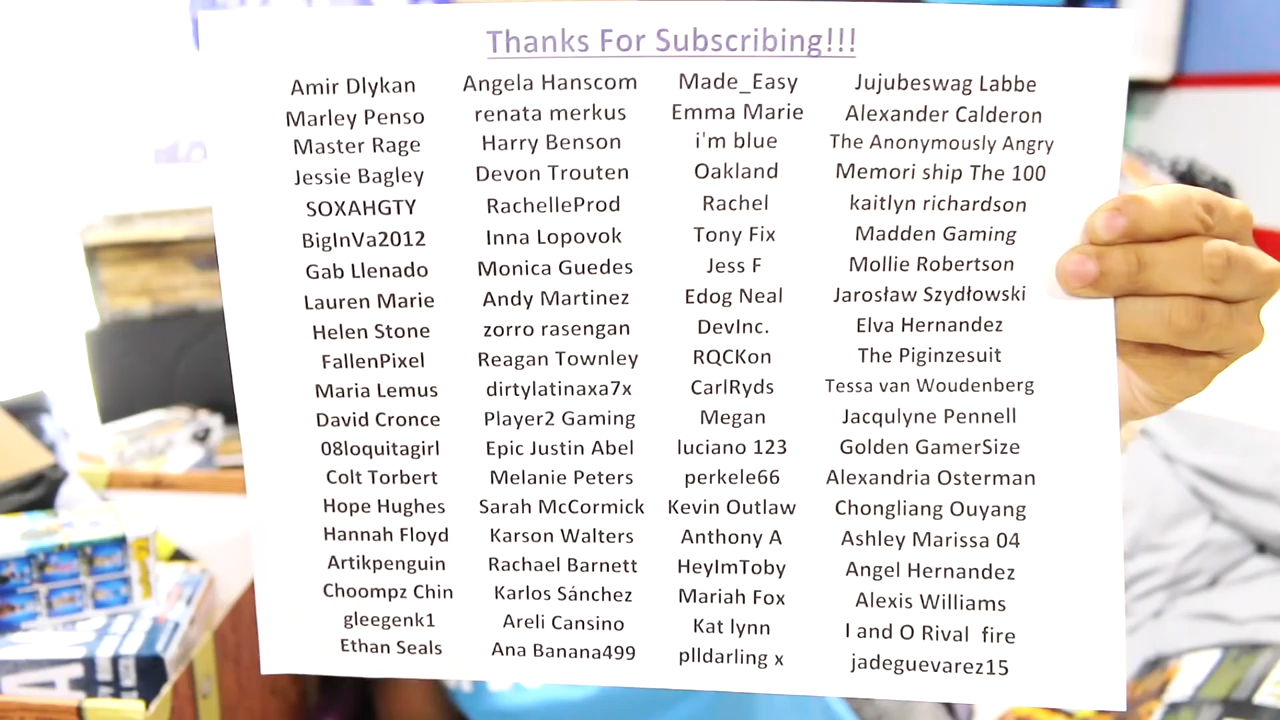 Thanks For Subscribing!!!
Amir Dlykan
Marley Penso
Master Rage
Jessie Bagley
SOXAHGTY
BigInVa2012
Gab Llenado
Lauren Marie
Helen Stone
FallenPixel
Maria Lemus
David Cronce
08loquitagirl
Colt Torbert
Hope Hughes
Hannah Floyd
Artikpenguin
Choompz Chin
gleegenk1
Ethan Seals
Angela Hanscom
renata merkus
Harry Benson
Devon Trouten
RachelleProd
Inna Lopovok
Monica Guedes
Andy Martinez
zorro rasengan
Reagan Townley
dirtylatinaxa7x
Player2 Gaming
Epic Justin Abel
Melanie Peters
Sarah McCormick
Karson Walters
Rachael Barnett
Karlos Sánchez
Areli Cansino
Ana Banana499
Made_Easy
Emma Marie
i'm blue
Oakland
Rachel
Tony Fix
Jess F
Edog Neal
DevInc.
RQCKon
CarlRyds
Megan
luciano 123
perkele66
Kevin Outlaw
Anthony A
HeyImToby
Mariah Fox
Kat lynn
plldarling x
Jujubeswag Labbe
Alexander Calderon
The Anonymously Angry
Memori ship The 100
kaitlyn richardson
Madden Gaming
Mollie Robertson
Jarosław Szydłowski
Elva Hernandez
The Piginzesuit
Tessa van Woudenberg
Jacqulyne Pennell
Golden GamerSize
Alexandria Osterman
Chongliang Ouyang
Ashley Marissa 04
Angel Hernandez
Alexis Williams
I and O Rival  fire
jadeguevarez15